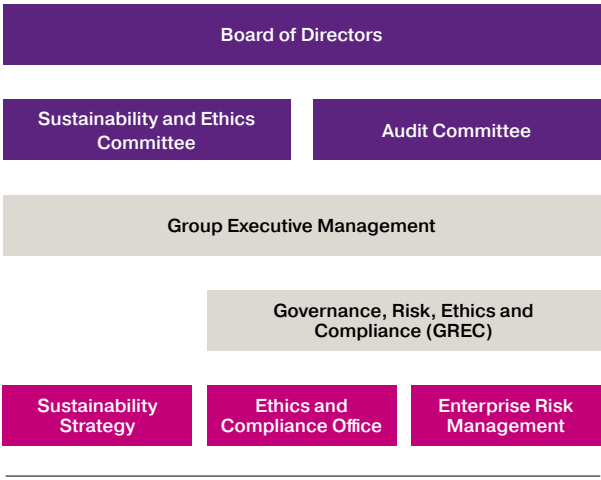 Board of Directors
Sustainability and Ethics
Committee
Audit Committee
Group Executive Management
Governance, Risk, Ethics and
Compliance (GREC)
Sustainability
Strategy
Ethics and
Compliance Office
Enterprise Risk
Management